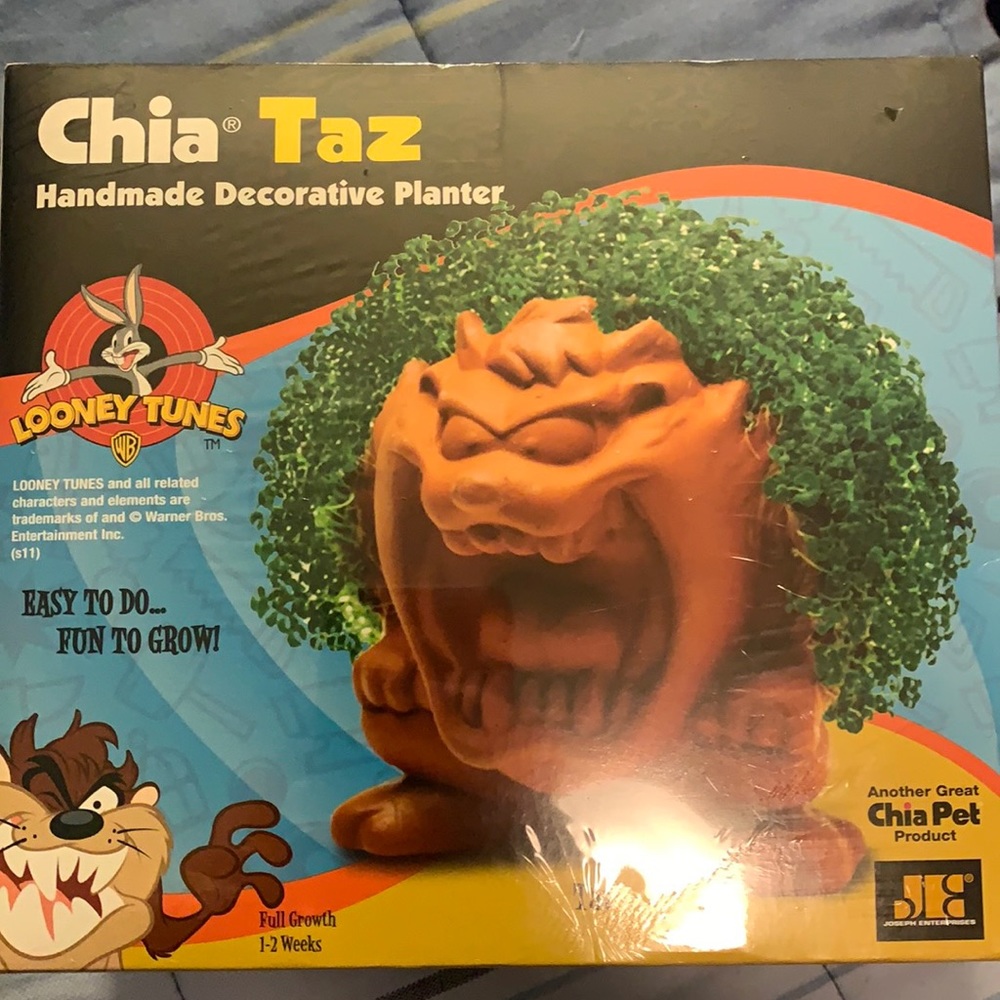 Chia® Taz
Handmade Decorative Planter
LOONEY TUNES
WB
TM
LOONEY TUNES and all related
characters and elements are
trademarks of and © Warner Bros.
Entertainment Inc.
(s11)
EASY TO DO...
FUN TO GROW!
Full Growth
1-2 Weeks
Another Great
Chia Pet
Product
JE®
JOSEPH ENTERPRISES